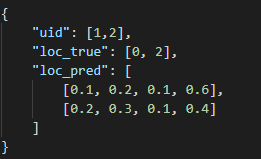 {
"uid": [1,2],
"loc_true": [0, 2],
"loc_pred": [
[0.1, 0.2, 0.1, 0.6],
[0.2, 0.3, 0.1, 0.4]
]
}